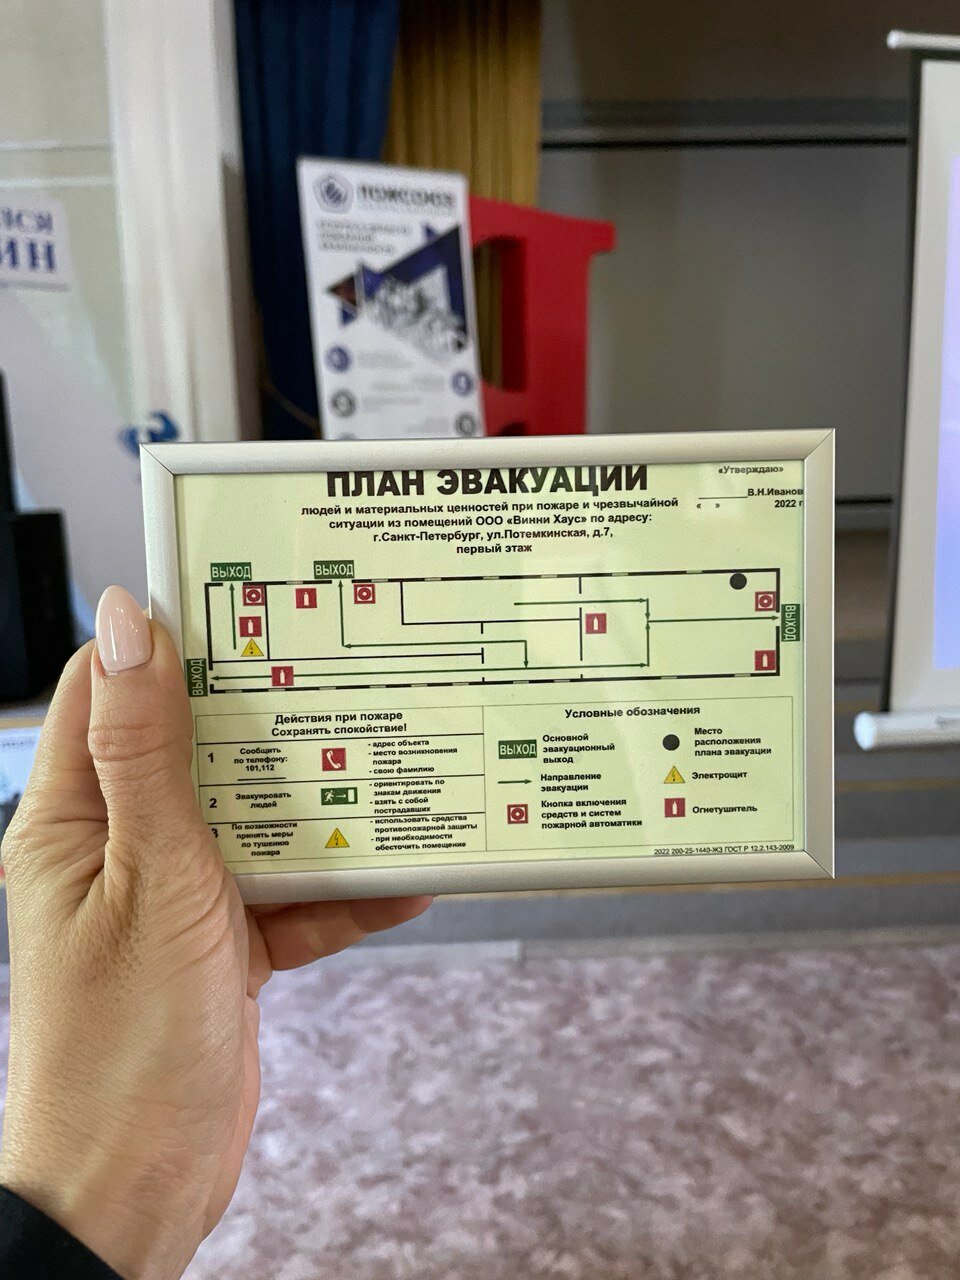 ПОЖСОЮЗ
ИН
ПЛАН ЭВАКУАЦИИ
«Утверждаю»
В.Н.Иванов
« » 2022 г
людей и материальных ценностей при пожаре и чрезвычайной
ситуации из помещений ООО «Винни Хаус» по адресу:
г.Санкт-Петербург, ул.Потемкинская, д.7,
первый этаж
ВЫХОД
ВЫХОД
ВЫХОД
ВЫХОД
Действия при пожаре
Сохранять спокойствие!
1
Сообщить
по телефону:
101,112
- адрес объекта
- место возникновения
пожара
- свою фамилию
2
Эвакуировать
людей
- ориентировать по
знакам движения
- взять с собой
пострадавших
3
По возможности
принять меры
по тушению
пожара
- использовать средства
противопожарной защиты
- при необходимости
обесточить помещение
Условные обозначения
ВЫХОД
Основной
эвакуационный
выход
Направление
эвакуации
Кнопка включения
средств и систем
пожарной автоматики
Место
расположения
плана эвакуации
Электрощит
Огнетушитель
2022 200-25-1440-ЖЗ ГОСТ Р 12.2.143-2009